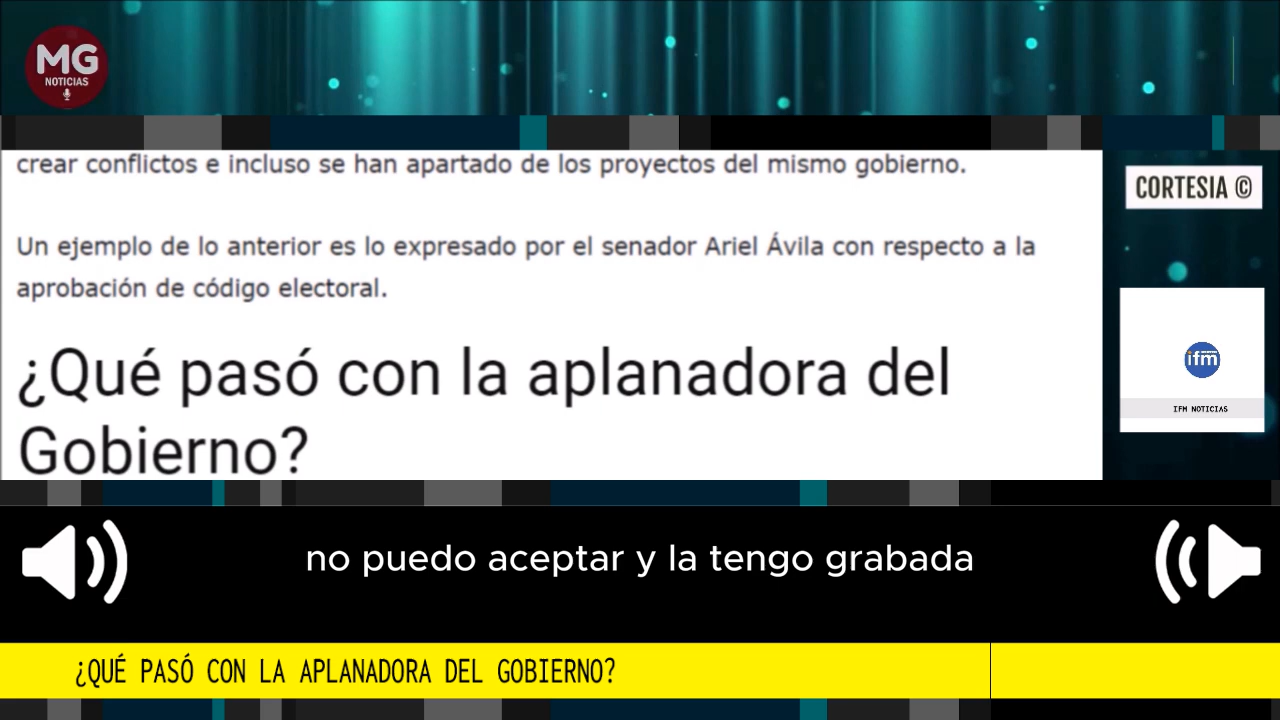 MG
NOTICIAS
crear conflictos e incluso se han apartado de los proyectos del mismo gobierno.
CORTESIA ©
Un ejemplo de lo anterior es lo expresado por el senador Ariel Ávila con respecto a la
aprobación de código electoral.
¿Qué pasó con la aplanadora del
Gobierno?
ifm
IFM NOTICIAS
no puedo aceptar y la tengo grabada
¿QUÉ PASÓ CON LA APLANADORA DEL GOBIERNO?